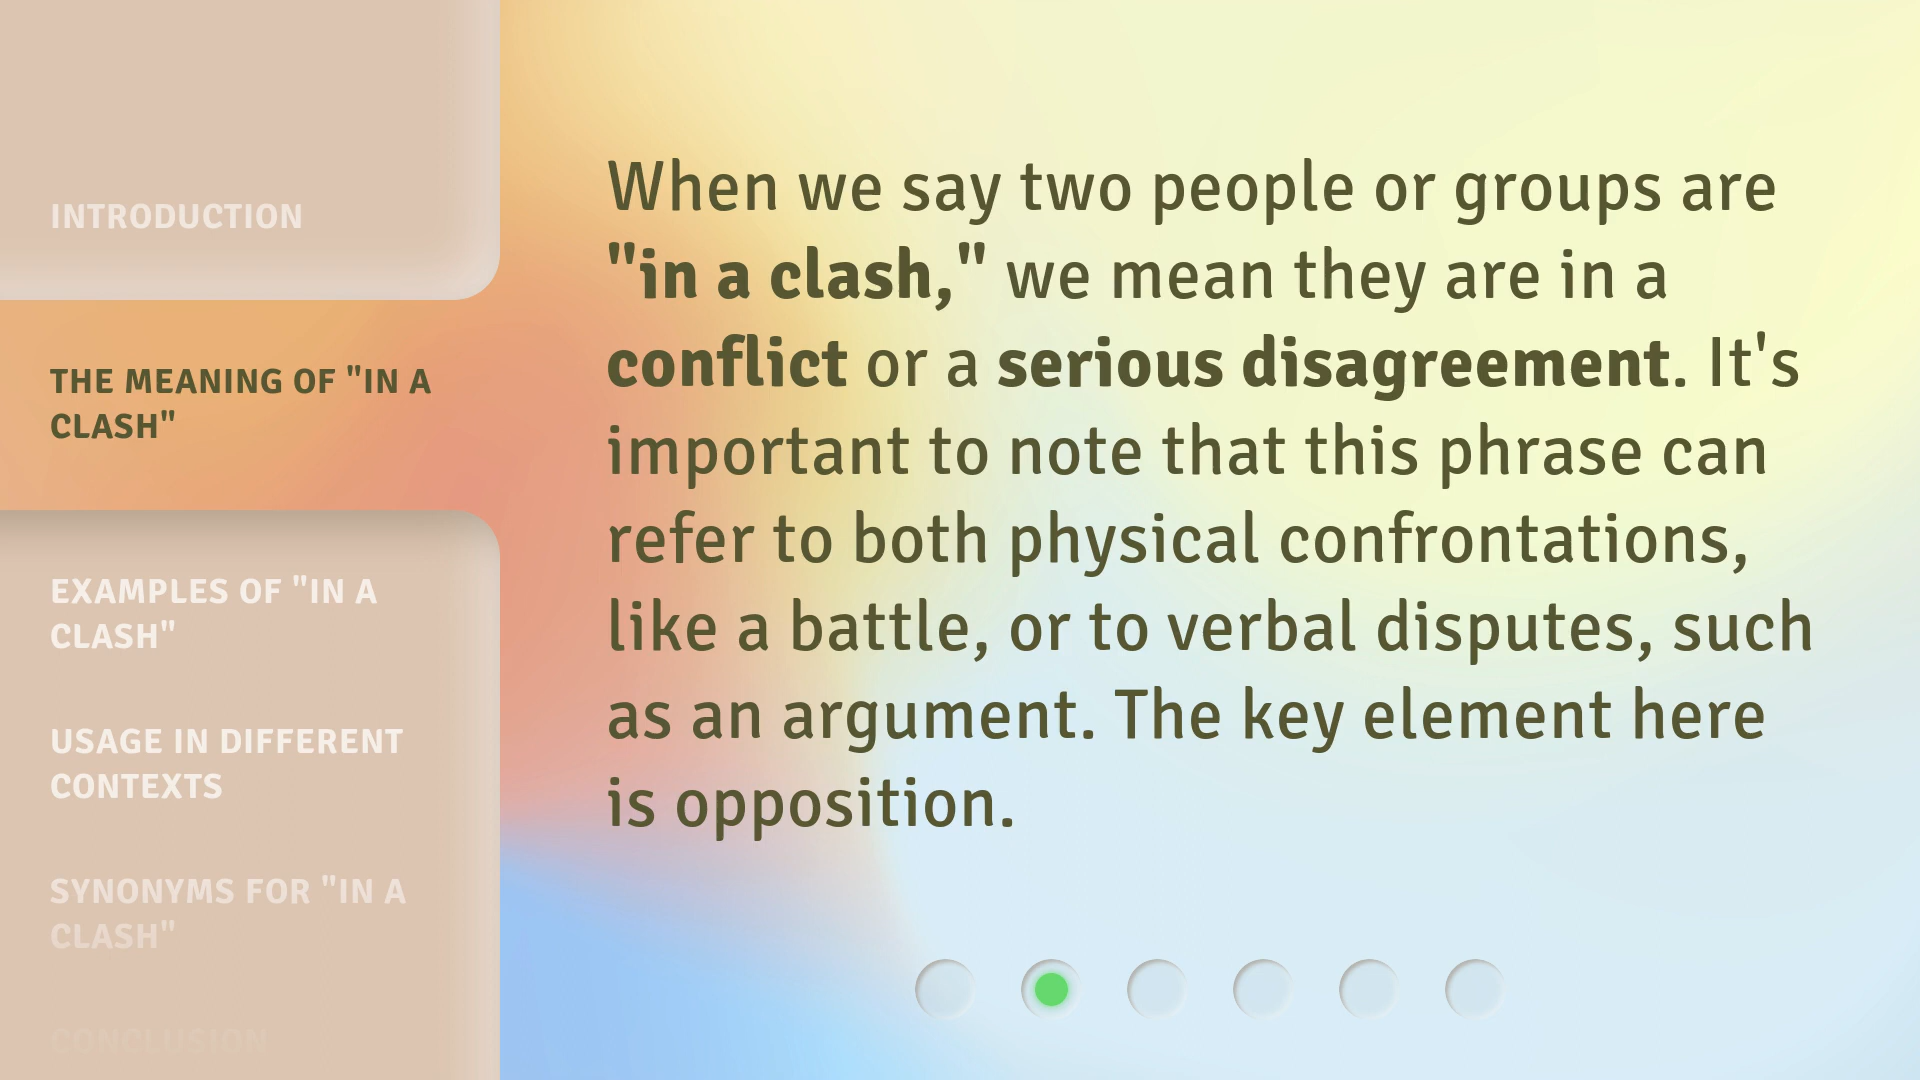 INTRODUCTION
THE MEANING OF "IN A
CLASH"
EXAMPLES OF "IN A
CLASH"
USAGE IN DIFFERENT
CONTEXTS
SYNONYMS FOR "IN A
CLASH"
CONCLUSION
When we say two people or groups are
"in a clash," we mean they are in a
conflict or a serious disagreement. It's
important to note that this phrase can
refer to both physical confrontations,
like a battle, or to verbal disputes, such
as an argument. The key element here
is opposition.